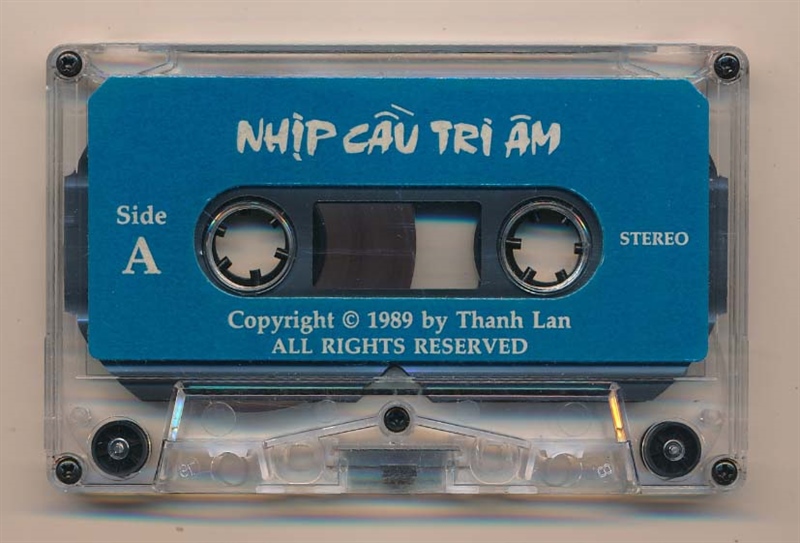 NHỊP CẦU TRI ÂM
Side
A
STEREO
Copyright © 1989 by Thanh Lan
ALL RIGHTS RESERVED